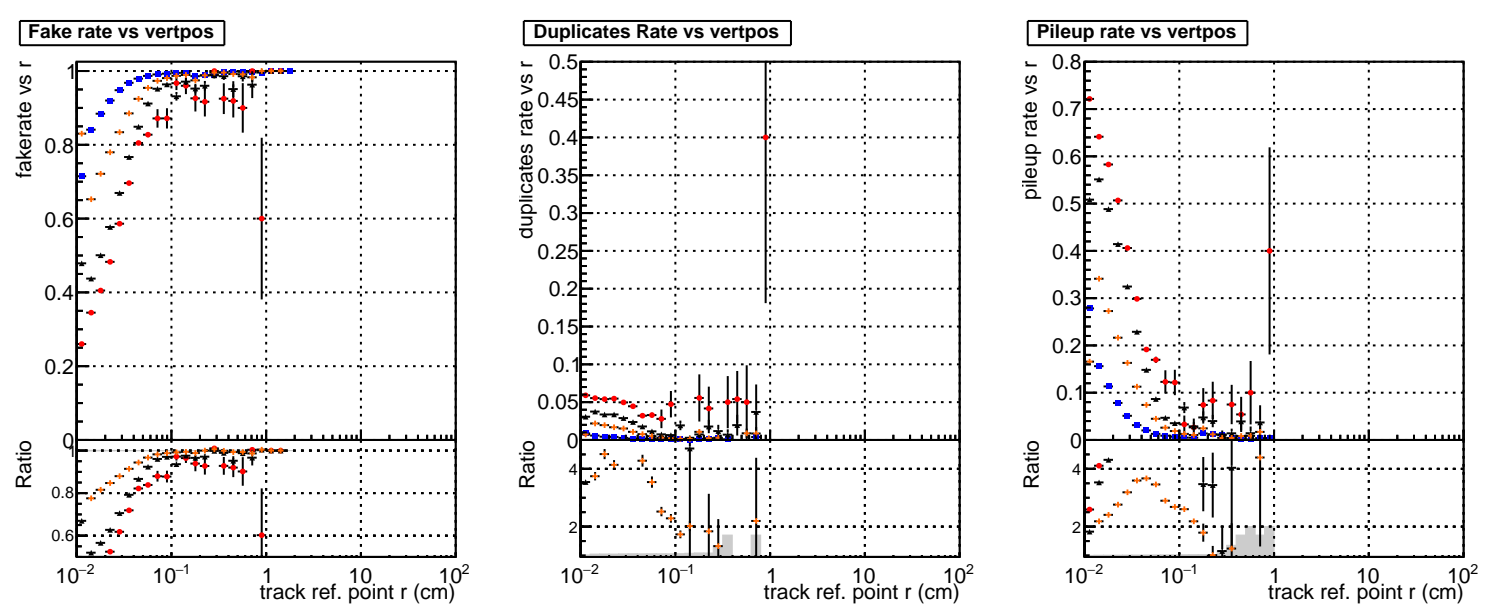 Fake rate vs vertpos
fakerate vs r
1
0.8
0.6
0.4
0.2
0
Ratio
1
0.8
0.6
10⁻² 10⁻¹ 1 10 10²
track ref. point r (cm)
Duplicates Rate vs vertpos
duplicates rate vs r
0.5
0.45
0.4
0.35
0.3
0.25
0.2
0.15
0.1
0.05
0
Ratio
4
2
10⁻² 10⁻¹ 1 10 10²
track ref. point r (cm)
Pileup rate vs vertpos
pileup rate vs r
0.8
0.7
0.6
0.5
0.4
0.3
0.2
0.1
0
Ratio
4
2
10⁻² 10⁻¹ 1 10 10²
track ref. point r (cm)